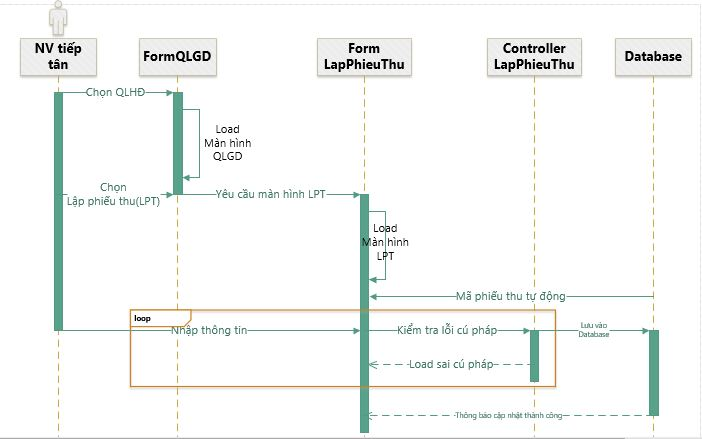 NV tiếp
tân
FormQLGD
Form
LapPhieuThu
Controller
LapPhieuThu
Database
Chọn QLHĐ
Load
Màn hình
QLGD
Chọn
Lập phiếu thu(LPT)
Yêu cầu màn hình LPT
Load
Màn hình
LPT
Mã phiếu thu tự động
loop
Nhập thông tin
Kiểm tra lỗi cú pháp
Lưu vào
Database
Load sai cú pháp
Thông báo cập nhật thành công